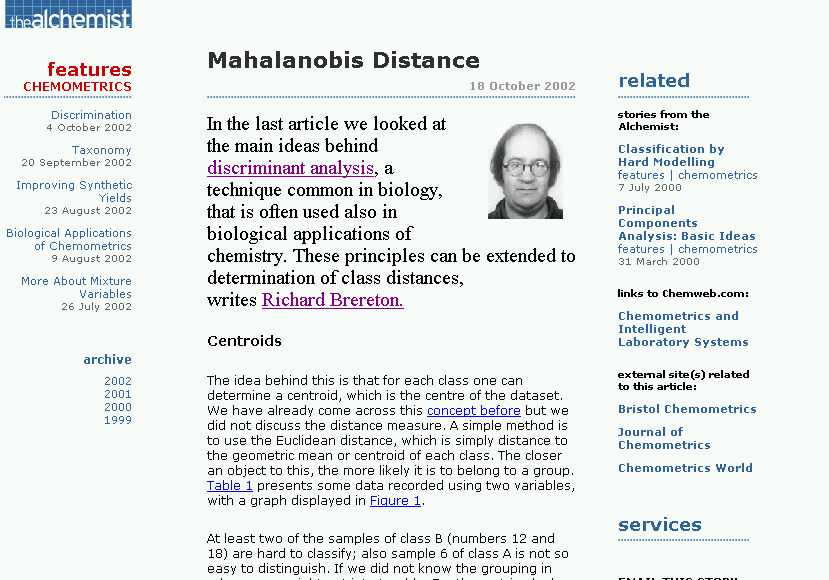 thealchemist
features
CHEMOMETRICS
Discrimination
4 October 2002
Taxonomy
20 September 2002
Improving Synthetic
Yields
23 August 2002
Biological Applications
of Chemometrics
9 August 2002
More About Mixture
Variables
26 July 2002
archive
2002
2001
2000
1999
Mahalanobis Distance
18 October 2002
In the last article we looked at
the main ideas behind
discriminant analysis, a
technique common in biology,
that is often used also in
biological applications of
chemistry. These principles can be extended to
determination of class distances,
writes Richard Brereton.
Centroids
The idea behind this is that for each class one can
determine a centroid, which is the centre of the dataset.
We have already come across this concept before but we
did not discuss the distance measure. A simple method is
to use the Euclidean distance, which is simply distance to
the geometric mean or centroid of each class. The closer
an object to this, the more likely it is to belong to a group.
Table 1 presents some data recorded using two variables,
with a graph displayed in Figure 1.
At least two of the samples of class B (numbers 12 and
18) are hard to classify; also sample 6 of class A is not so
easy to distinguish. If we did not know the grouping in
related
stories from the
Alchemist:
Classification by
Hard Modelling
features | chemometrics
7 July 2000
Principal
Components
Analysis: Basic Ideas
features | chemometrics
31 March 2000
links to Chemweb.com:
Chemometrics and
Intelligent
Laboratory Systems
external site(s) related
to this article:
Bristol Chemometrics
Journal of
Chemometrics
Chemometrics World
services